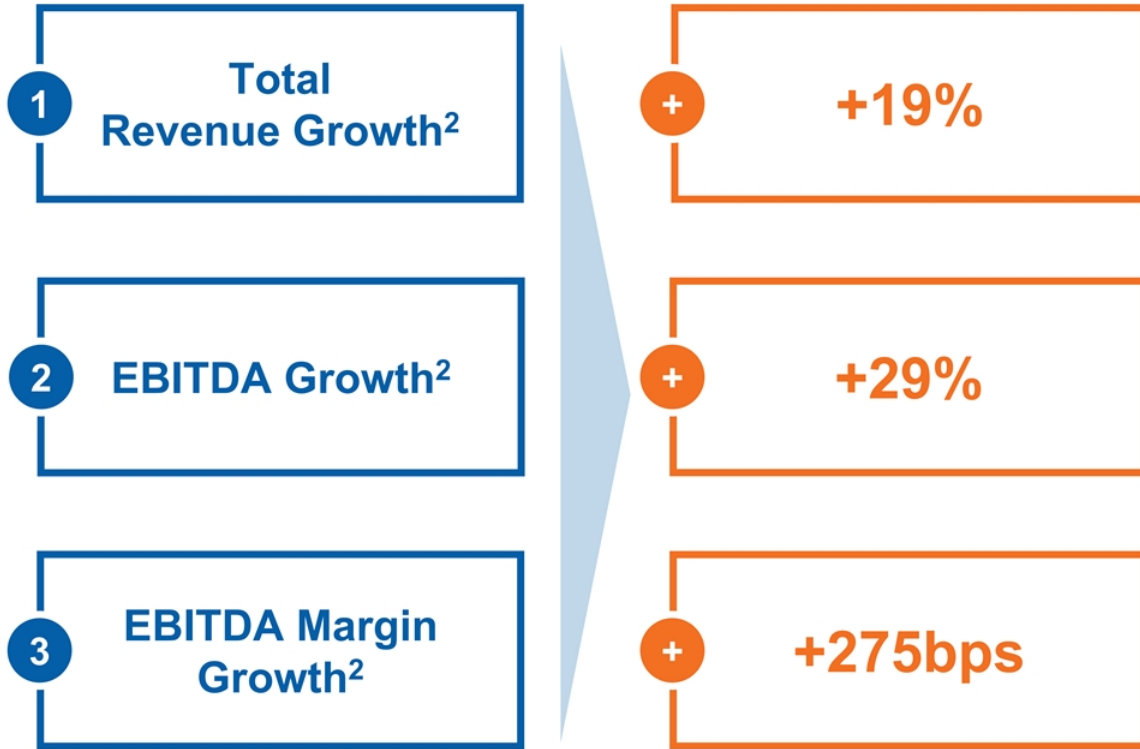 1
Total
Revenue Growth²
+
+19%
2
EBITDA Growth²
+
+29%
3
EBITDA Margin
Growth²
+
+275bps